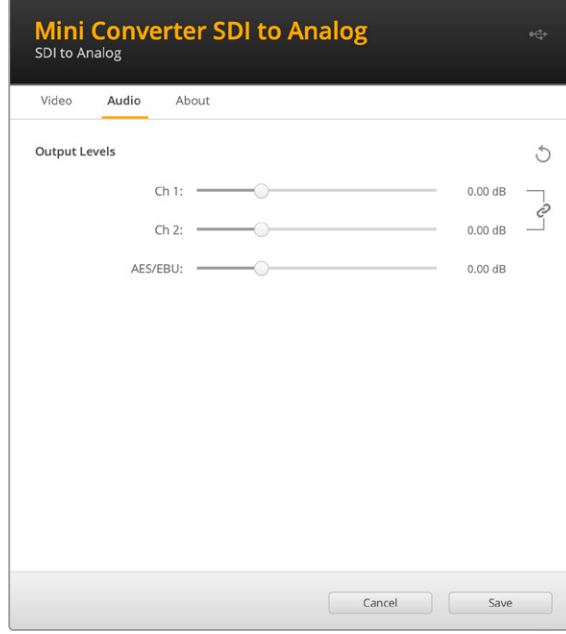 Mini Converter SDI to Analog
SDI to Analog
Video Audio About
Output Levels
Ch 1: 0.00 dB
Ch 2: 0.00 dB
AES/EBU: 0.00 dB
Cancel Save